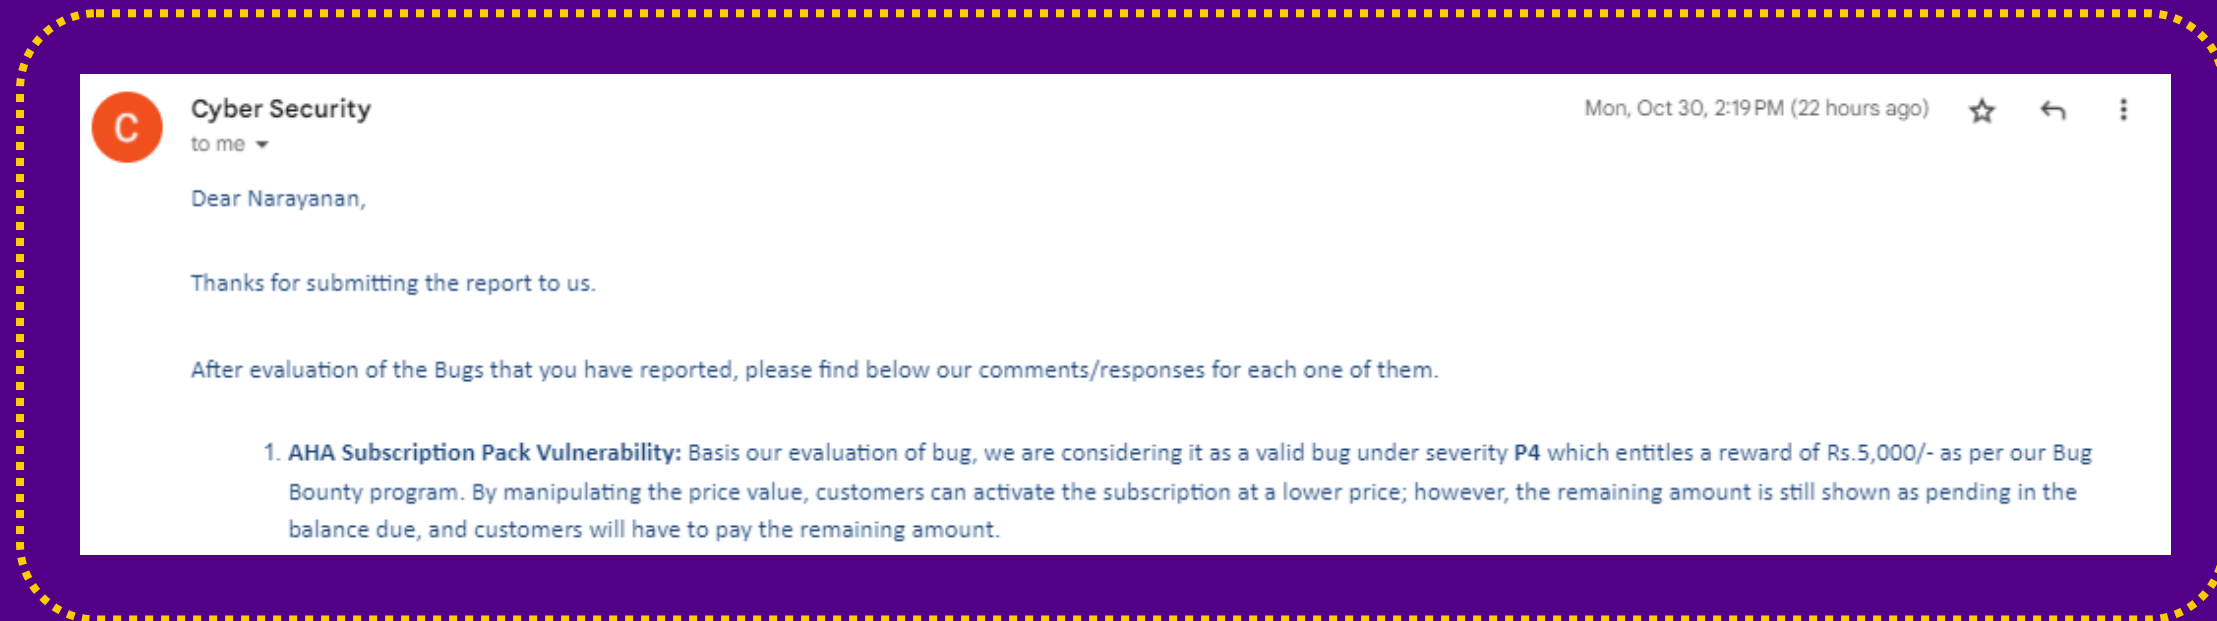 C
Cyber Security
Mon, Oct 30, 2:19 PM (22 hours ago)
to me
Dear Narayanan,
Thanks for submitting the report to us.
After evaluation of the Bugs that you have reported, please find below our comments/responses for each one of them.
1. AHA Subscription Pack Vulnerability: Basis our evaluation of bug, we are considering it as a valid bug under severity P4 which entitles a reward of Rs.5,000/- as per our Bug
Bounty program. By manipulating the price value, customers can activate the subscription at a lower price; however, the remaining amount is still shown as pending in the
balance due, and customers will have to pay the remaining amount.